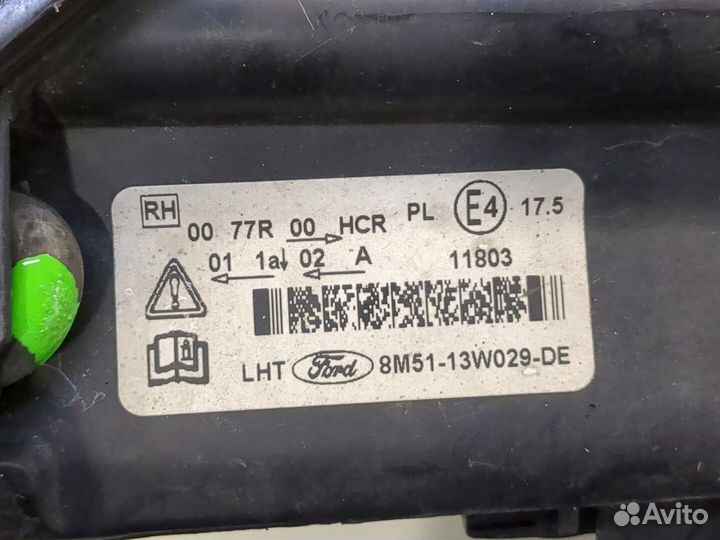 RH 00 77R 00 HCR PL E4 17.5
01 1a 02 A 11803
LHT Ford 8M51-13W029-DE
Avito